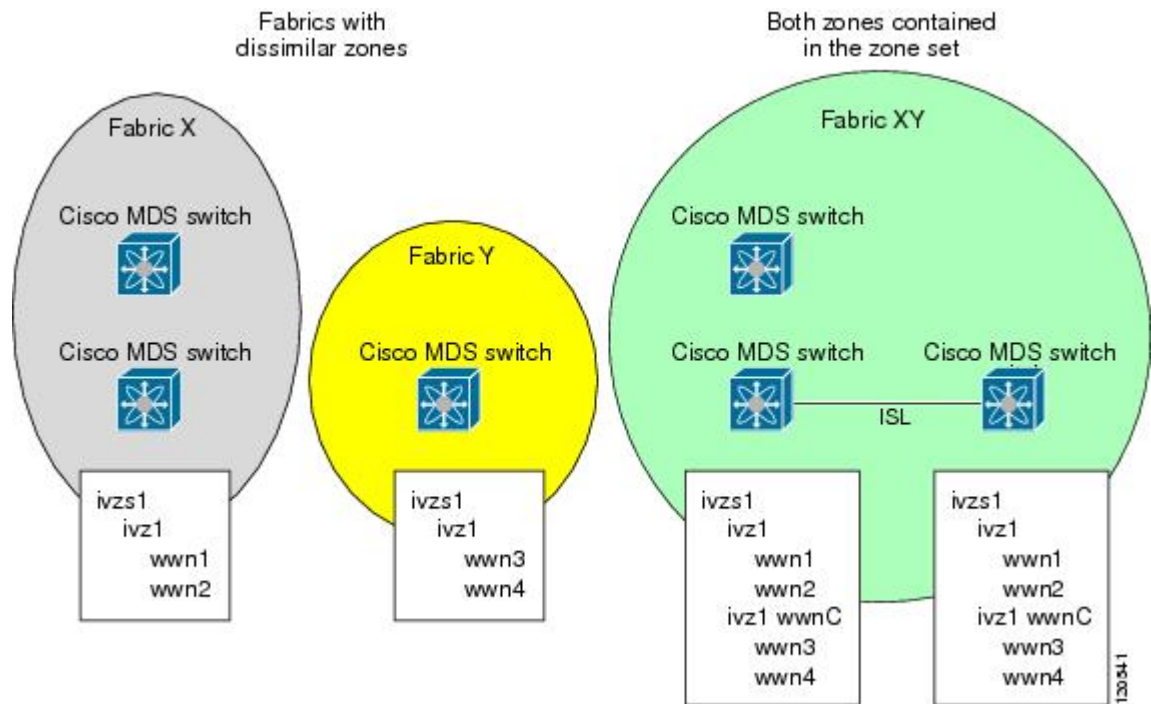 Fabrics with
dissimilar zones
Both zones contained
in the zone set
Fabric X
Cisco MDS switch
Cisco MDS switch
ivzs1
ivz1
wwn1
wwn2
Fabric Y
Cisco MDS switch
ivzs1
ivz1
wwn3
wwn4
Fabric XY
Cisco MDS switch
Cisco MDS switch
Cisco MDS switch
ISL
ivzs1
ivz1
wwn1
wwn2
ivz1 wwnC
wwn3
wwn4
ivzs1
ivz1
wwn1
wwn2
ivz1 wwnC
wwn3
wwn4
120541